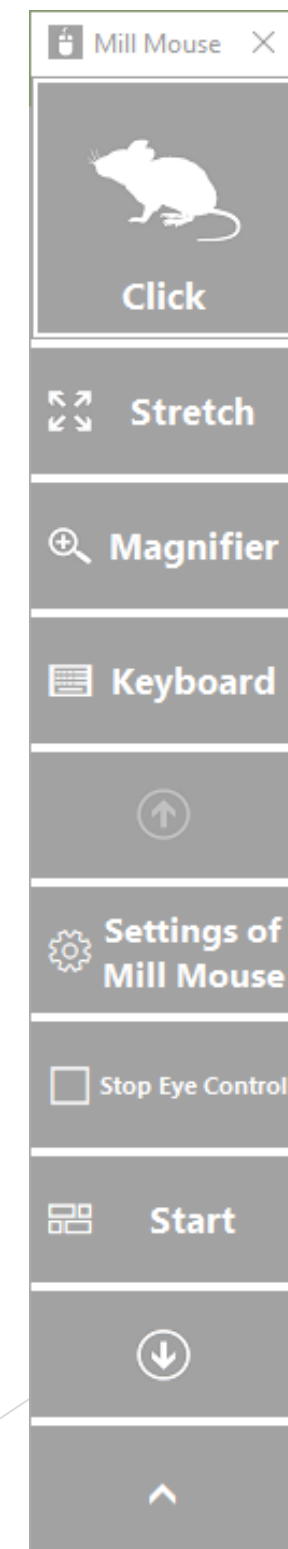 Mill Mouse
Click
Stretch
Magnifier
Keyboard
Settings of
Mill Mouse
Stop Eye Control
Start